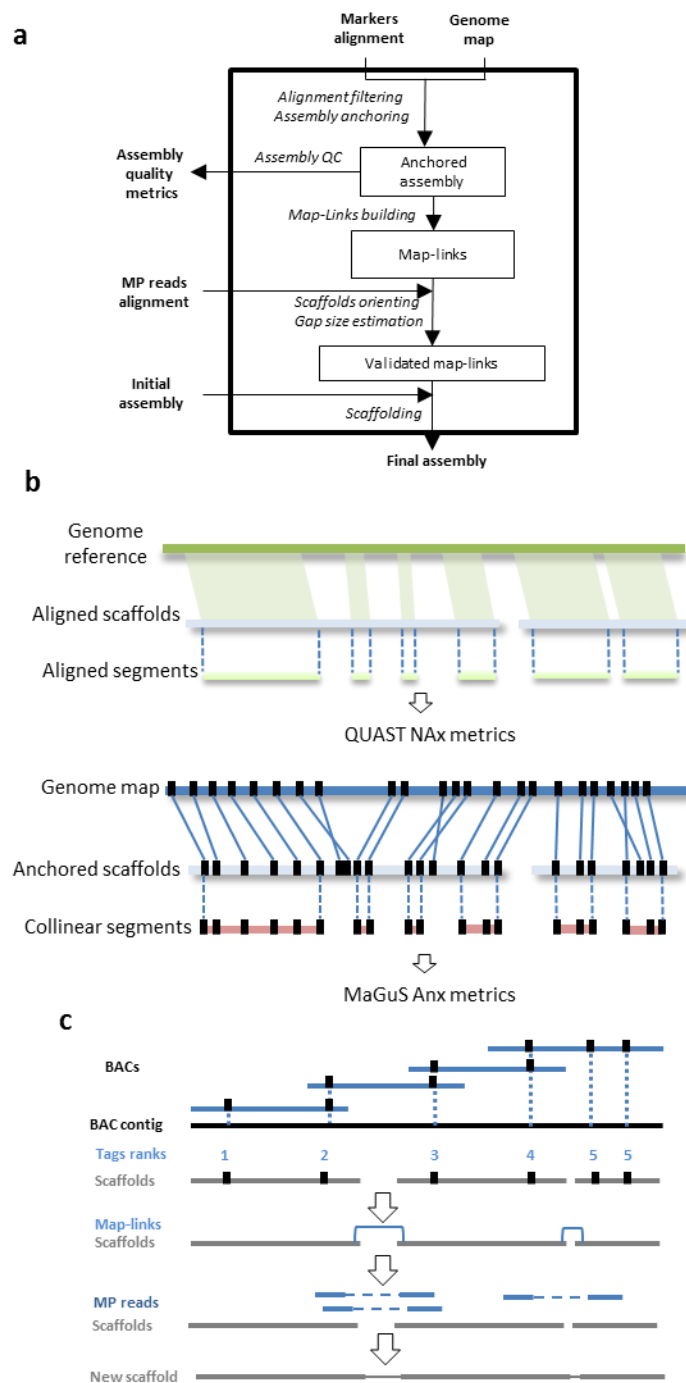 a
Markers
alignment
Genome
map
Alignment filtering
Assembly anchoring
Assembly
quality
metrics
Assembly QC
Anchored
assembly
Map-Links building
Map-links
MP reads
alignment
Scaffolds orienting
Gap size estimation
Validated map-links
Initial
assembly
Scaffolding
Final assembly
b
Genome
reference
Aligned scaffolds
Aligned segments
QUAST NAx metrics
Genome map
Anchored scaffolds
Collinear segments
MaGuS Anx metrics
c
BACs
BAC contig
Tags ranks 1 2 3 4 5 5
Scaffolds
Map-links
Scaffolds
MP reads
Scaffolds
New scaffold